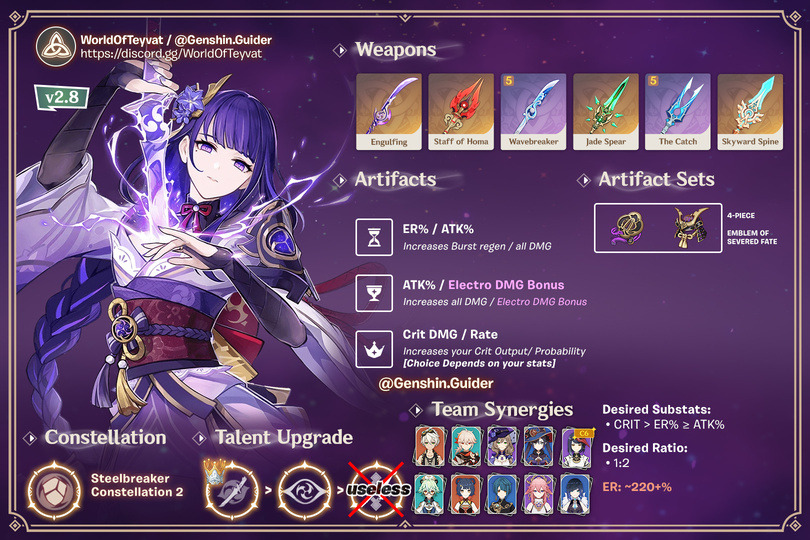 WorldOfTeyvat / @Genshin.Guider
https://discord.gg/WorldOfTeyvat
v2.8
Weapons
5
5
Engulfing
Staff of Homa
Wavebreaker
Jade Spear
The Catch
Skyward Spine
Artifacts
ER% / ATK%
Increases Burst regen / all DMG
ATK% / Electro DMG Bonus
Increases all DMG / Electro DMG Bonus
Crit DMG / Rate
Increases your Crit Output/ Probability
[Choice Depends on your stats]
Artifact Sets
4-PIECE
EMBLEM OF
SEVERED FATE
@Genshin.Guider
Constellation
Steelbreaker
Constellation 2
Talent Upgrade
> >
useless
Team Synergies
C6
Desired Substats:
• CRIT > ER% ≥ ATK%
Desired Ratio:
• 1:2
ER: ~220+%